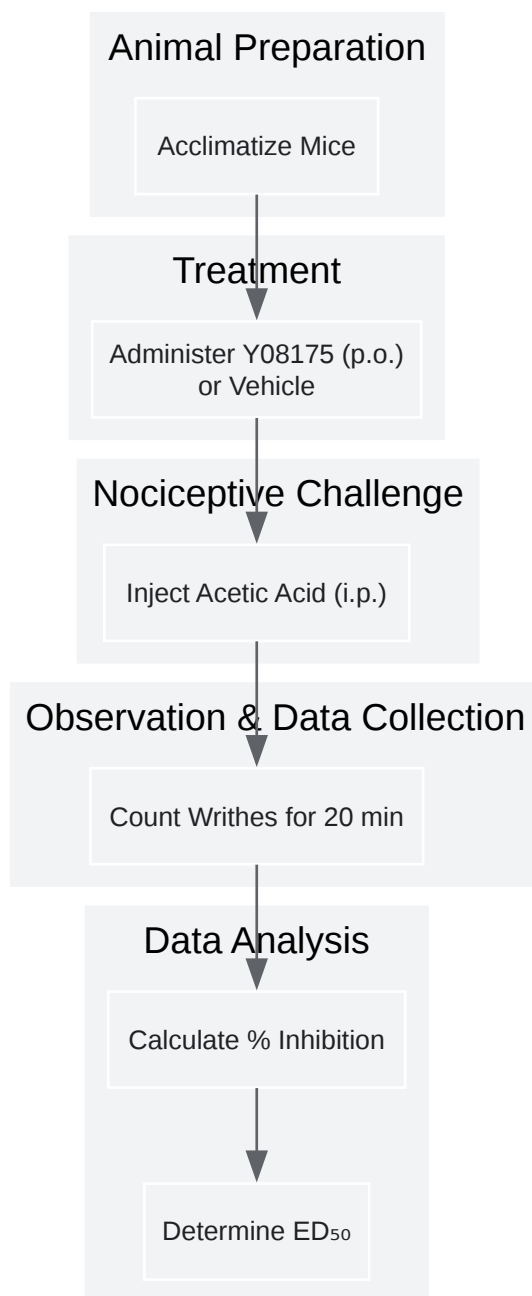 Animal Preparation
Acclimatize Mice
Treatment
Administer Y08175 (p.o.)
or Vehicle
Nociceptive Challenge
Inject Acetic Acid (i.p.)
Observation & Data Collection
Count Writhes for 20 min
Data Analysis
Calculate % Inhibition
Determine ED₅₀